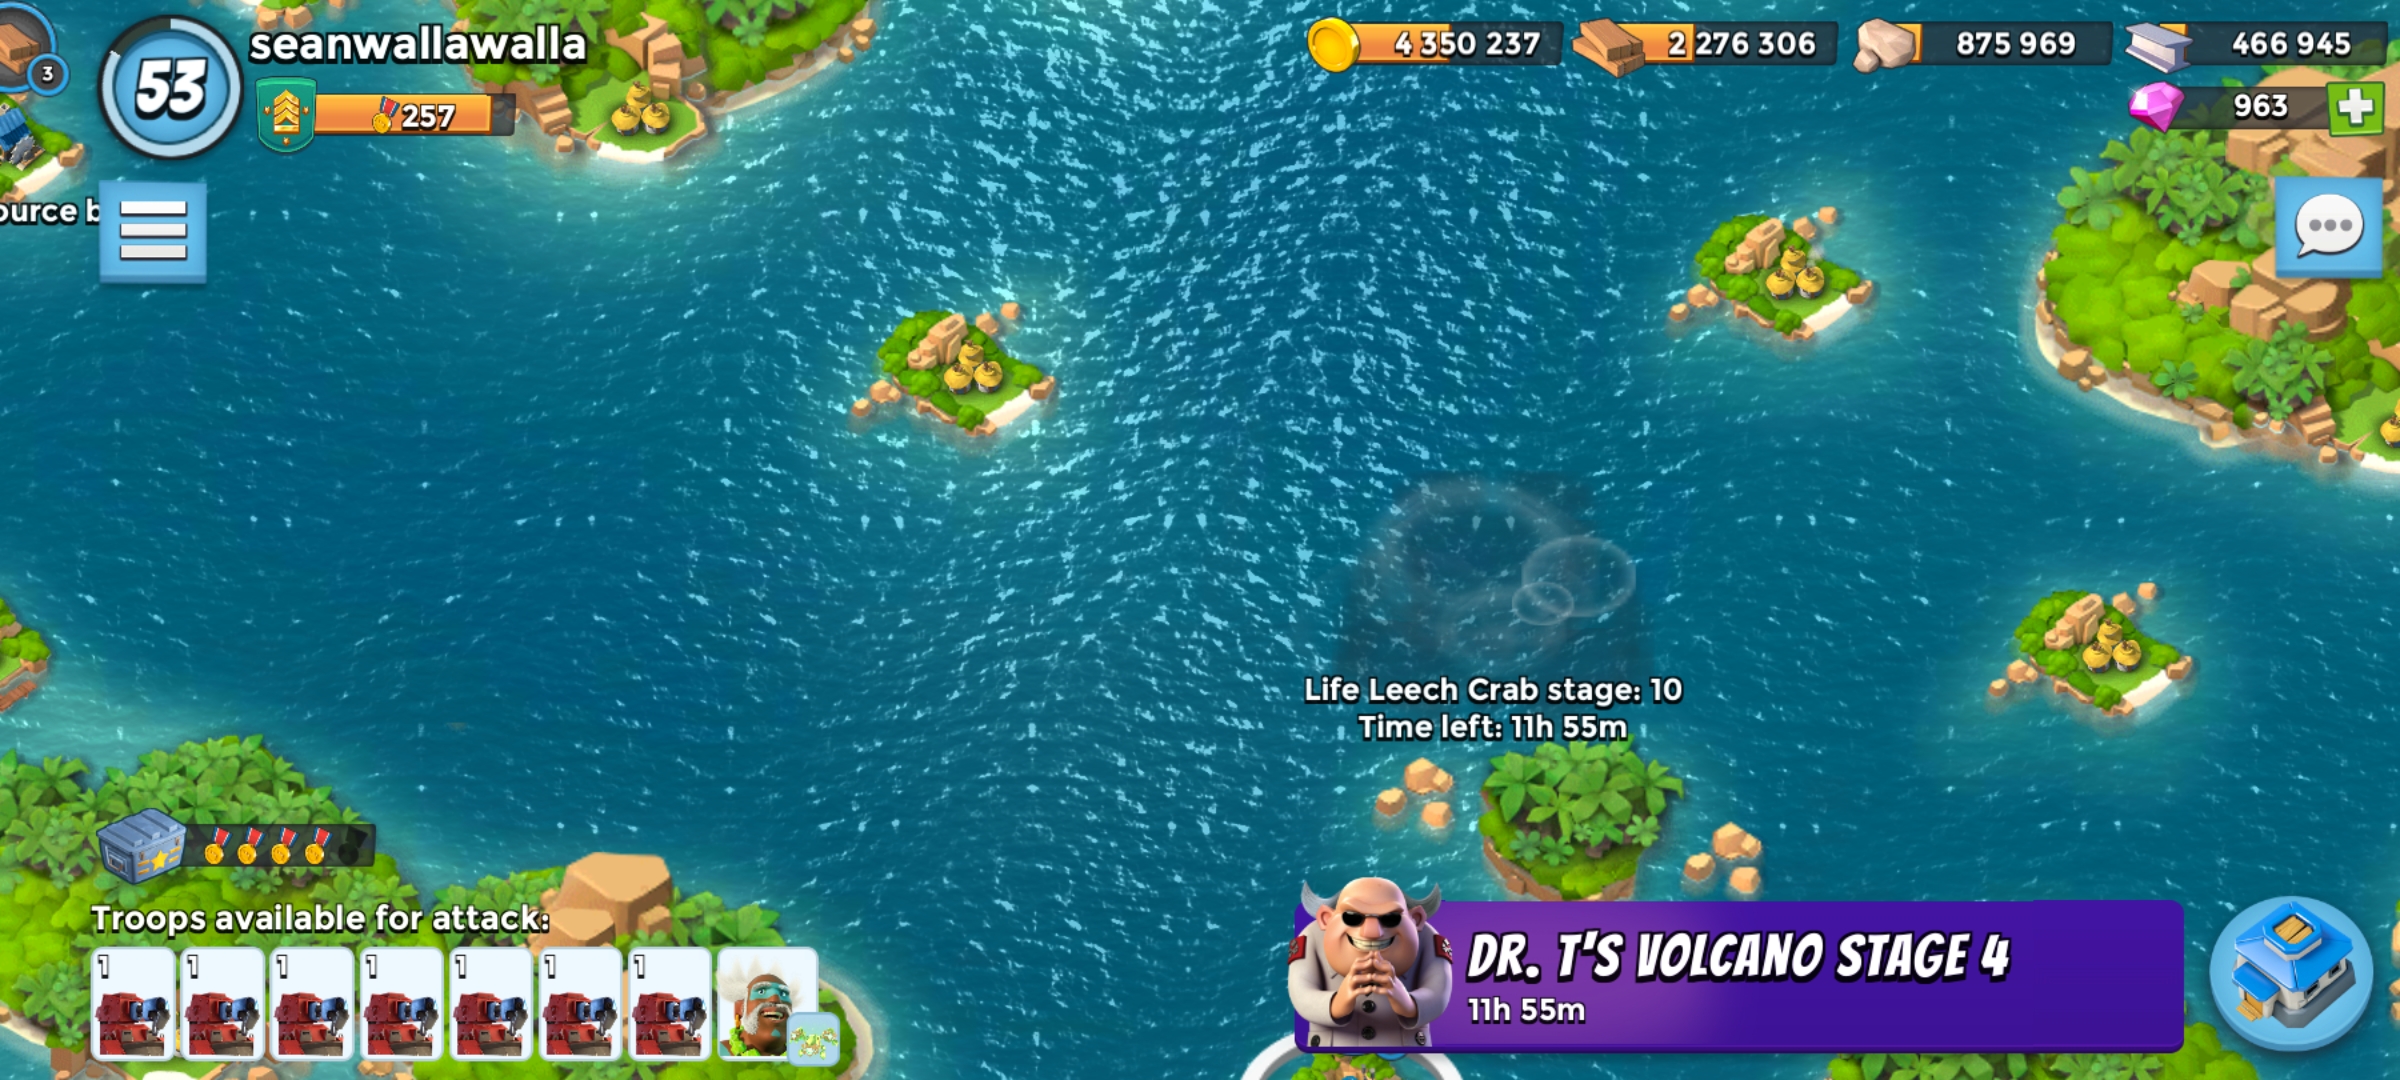 3
53
seanwallawalla
257
4 350 237
2 276 306
875 969
466 945
963
ource b
Life Leech Crab stage: 10
Time left: 11h 55m
Troops available for attack:
1 1 1 1 1 1 1
DR. T'S VOLCANO STAGE 4
11h 55m